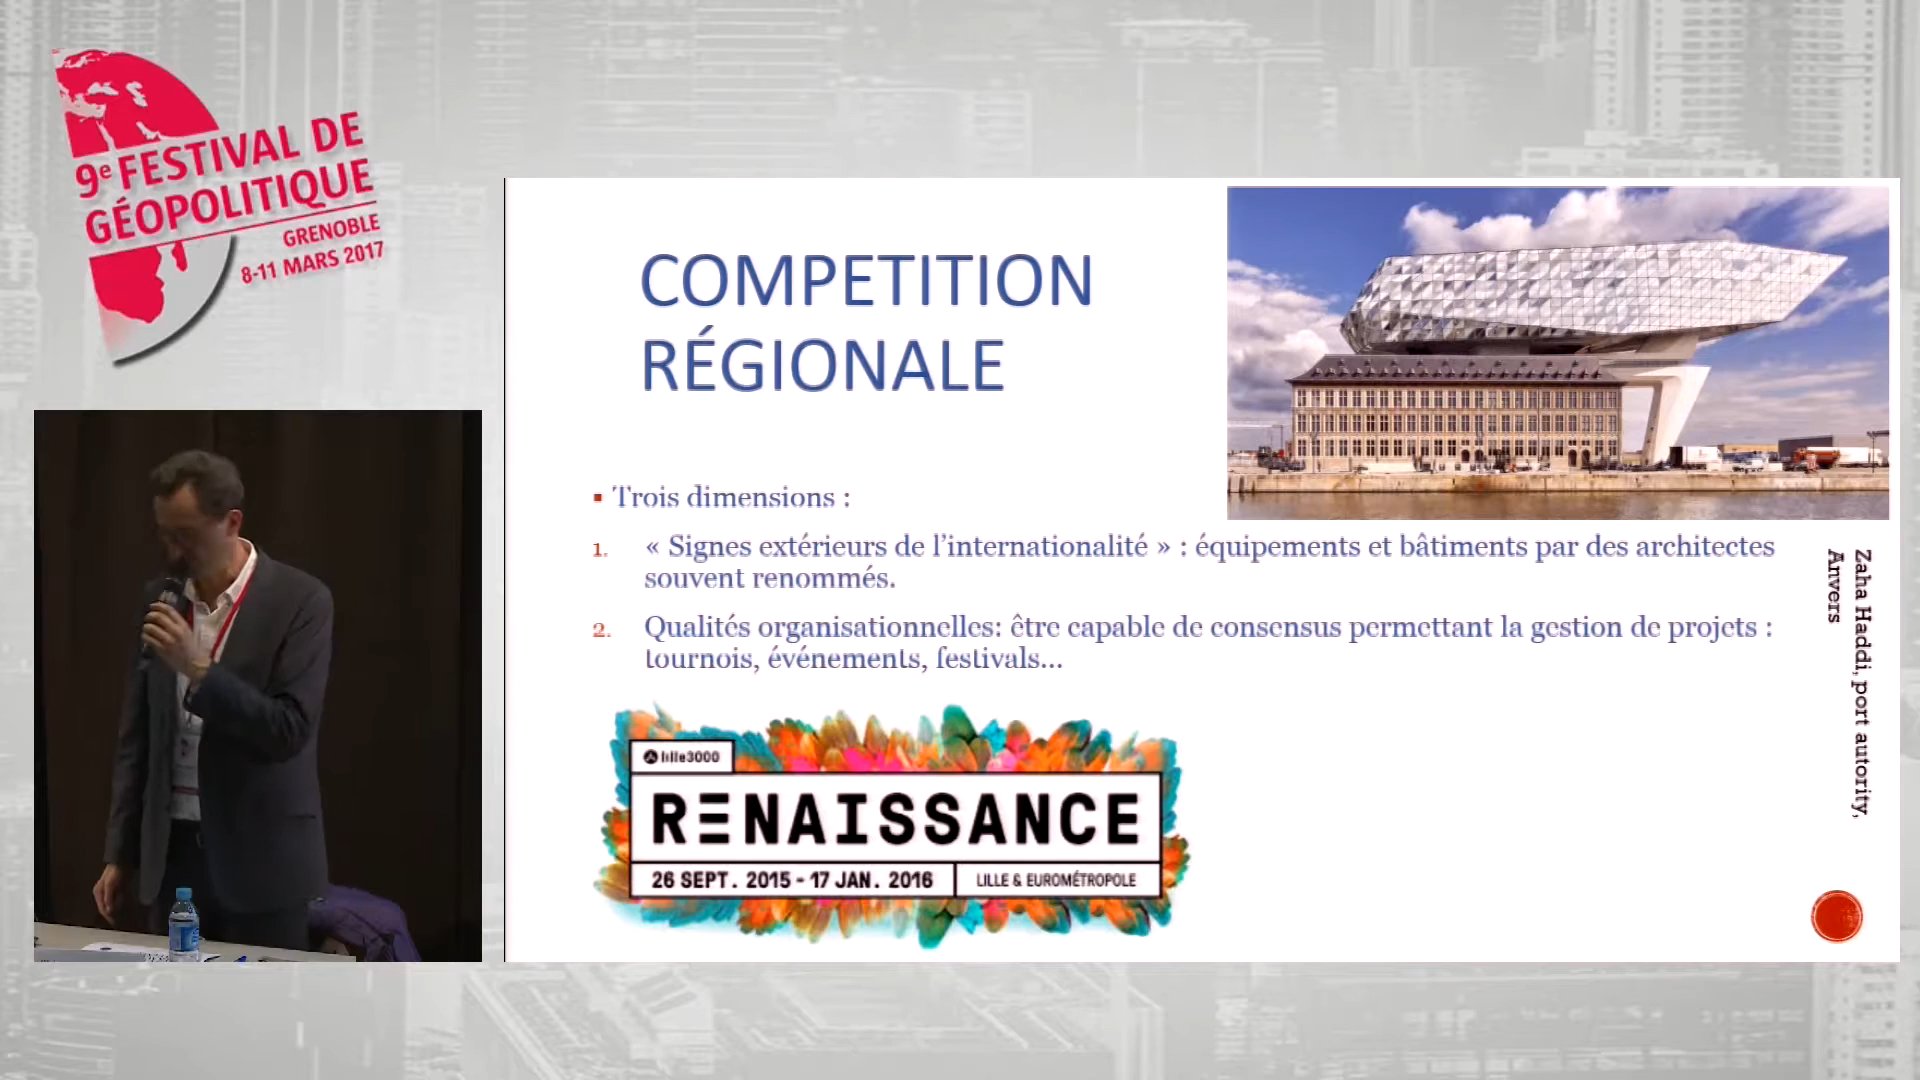 9e FESTIVAL DE
GÉOPOLITIQUE
GRENOBLE
8-11 MARS 2017
COMPETITION
RÉGIONALE
▪ Trois dimensions :
1. « Signes extérieurs de l’internationalité » : équipements et bâtiments par des architectes
souvent renommés.
2. Qualités organisationnelles: être capable de consensus permettant la gestion de projets :
tournois, événements, festivals...
Zaha Haddi, port autority,
Anvers
lille3000
RENAISSANCE
26 SEPT. 2015 - 17 JAN. 2016
LILLE & EUROMÉTROPOLE